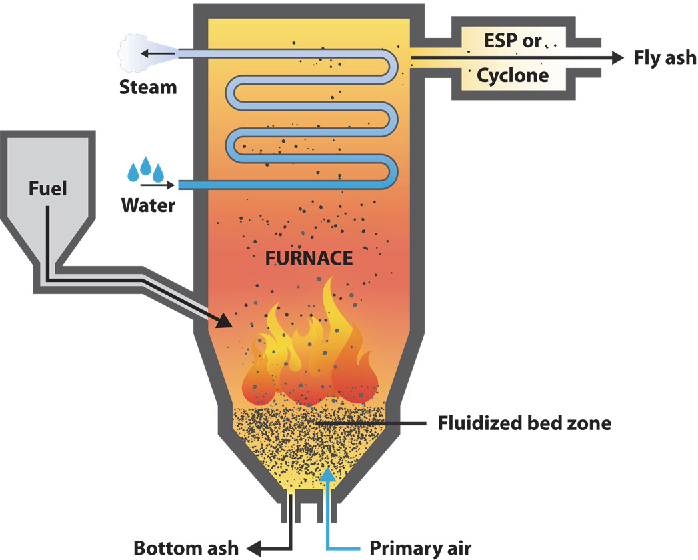 ESP or
Cyclone
Fly ash
Steam
Fuel
Water
FURNACE
Fluidized bed zone
Bottom ash
Primary air